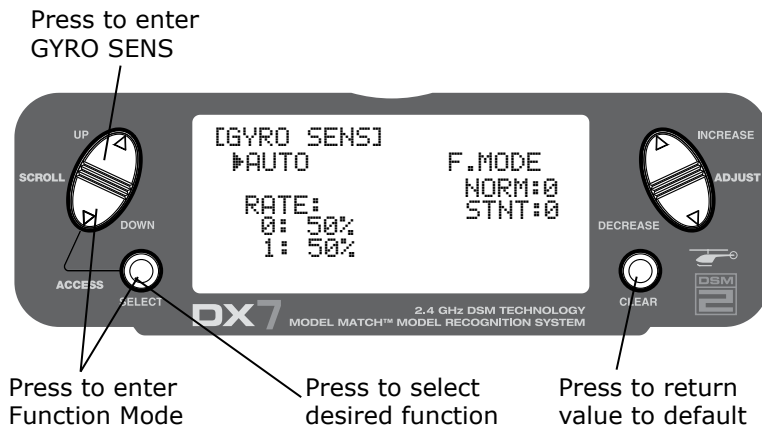 Press to enter
GYRO SENS
UP
SCROLL
DOWN
ACCESS
SELECT
[GYRO SENS]
AUTO
F.MODE
NORM:0
STNT:0
RATE:
0: 50%
1: 50%
INCREASE
ADJUST
DECREASE
CLEAR
DSM
2
DX7
2.4 GHz DSM TECHNOLOGY
MODEL MATCH™ MODEL RECOGNITION SYSTEM
Press to enter
Function Mode
Press to select
desired function
Press to return
value to default